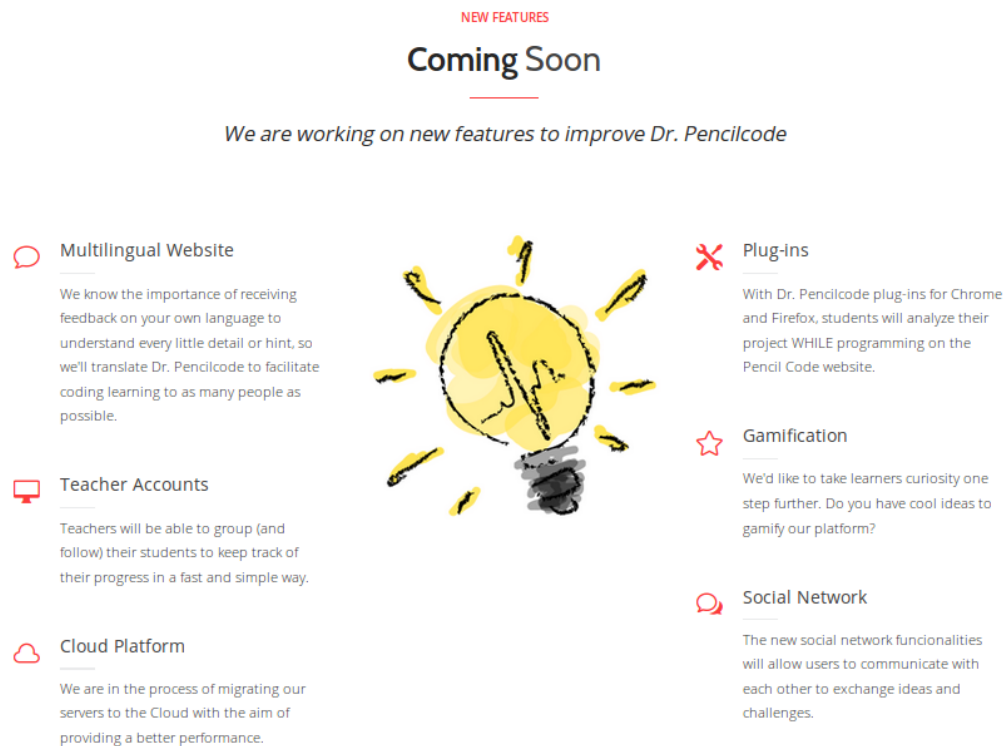 NEW FEATURES
Coming Soon
We are working on new features to improve Dr. Pencilcode
Multilingual Website
We know the importance of receiving
feedback on your own language to
understand every little detail or hint, so
we'll translate Dr. Pencilcode to facilitate
coding learning to as many people as
possible.
Teacher Accounts
Teachers will be able to group (and
follow) their students to keep track of
their progress in a fast and simple way.
Cloud Platform
We are in the process of migrating our
servers to the Cloud with the aim of
providing a better performance.
Plug-ins
With Dr. Pencilcode plug-ins for Chrome
and Firefox, students will analyze their
project WHILE programming on the
Pencil Code website.
Gamification
We'd like to take learners curiosity one
step further. Do you have cool ideas to
gamify our platform?
Social Network
The new social network funcionalities
will allow users to communicate with
each other to exchange ideas and
challenges.